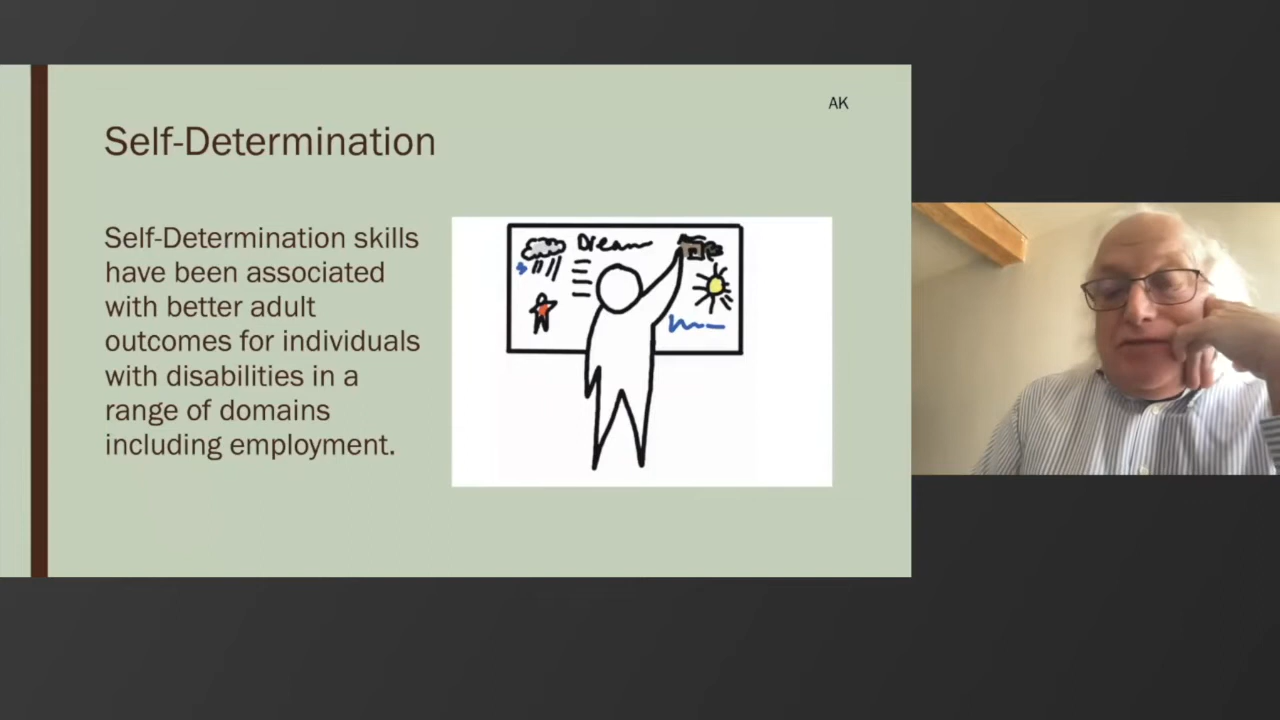 AK
Self-Determination
Self-Determination skills
have been associated
with better adult
outcomes for individuals
with disabilities in a
range of domains
including employment.
Dream